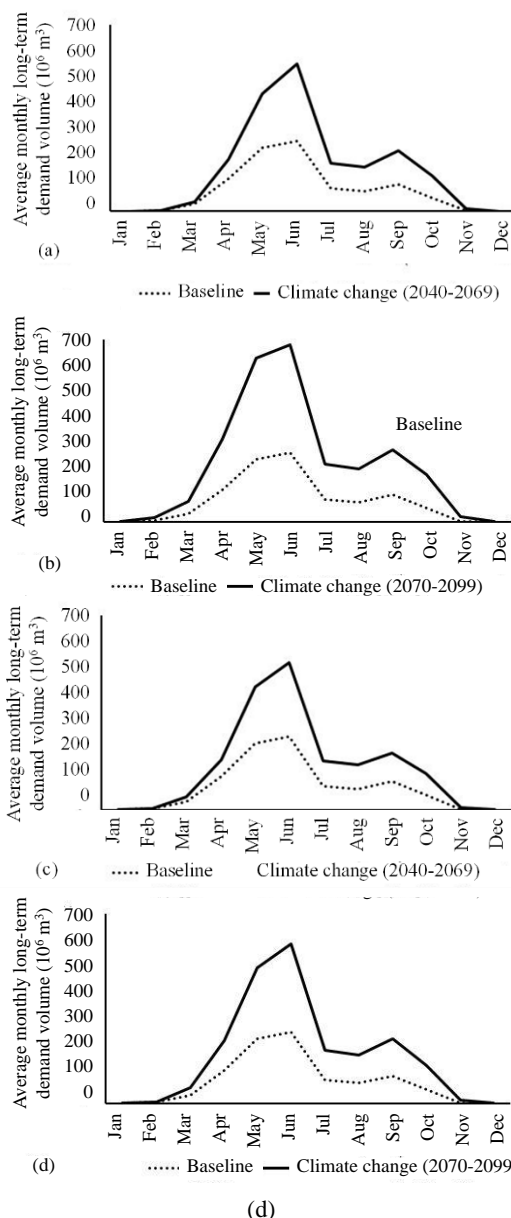 Average monthly long-term
demand volume (10⁶ m³)
700
600
500
400
300
200
100
0
Jan
Feb
Mar
Apr
May
Jun
Jul
Aug
Sep
Oct
Nov
Dec
(a)
Baseline Climate change (2040-2069)
Average monthly long-term
demand volume (10⁶ m³)
700
600
500
400
300
200
100
0
Baseline
Jan
Feb
Mar
Apr
May
Jun
Jul
Aug
Sep
Oct
Nov
Dec
(b)
Baseline Climate change (2070-2099)
Average monthly long-term
demand volume (10⁶ m³)
700
600
500
400
300
200
100
0
Jan
Feb
Mar
Apr
May
Jun
Jul
Aug
Sep
Oct
Nov
Dec
(c)
Baseline Climate change (2040-2069)
Average monthly long-term
demand volume (10⁶ m³)
700
600
500
400
300
200
100
0
Jan
Feb
Mar
Apr
May
Jun
Jul
Aug
Sep
Oct
Nov
Dec
(d)
Baseline Climate change (2070-2099
(d)